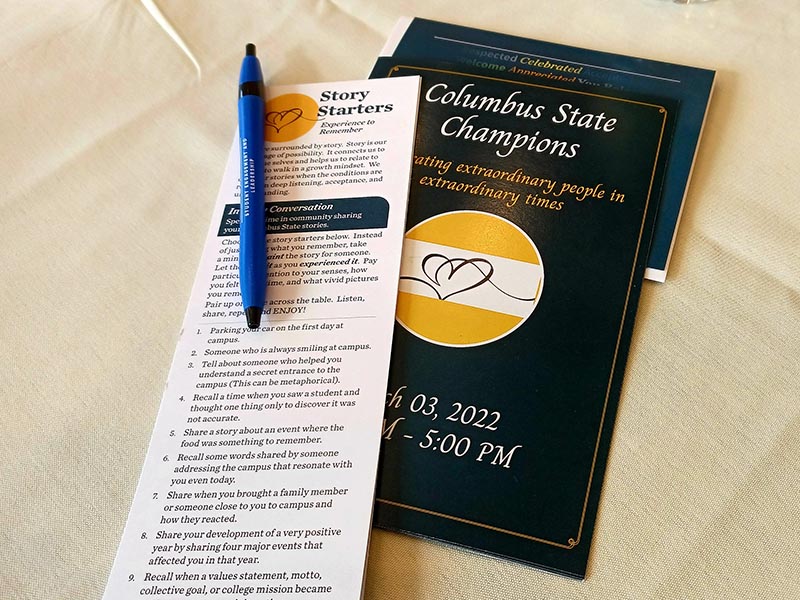 Story
Starters
Experience to
Remember
surrounded by story. Story is our
of possibility. It connects us to
selves and helps us to relate to
to walk in a growth mindset. We
stories when the conditions are
deep listening, acceptance, and
Conversation
time in community sharing
State stories.
story starters below. Instead
of what you remember, take
a the story for someone.
Let as you experienced it. Pay
attention to your senses, how
you felt time, and what vivid pictures
you
Pair up across the table. Listen,
share, ENJOY!
1. Parking your car on the first day at
campus.
2. Someone who is always smiling at campus.
3. Tell about someone who helped you
understand a secret entrance to the
campus (This can be metaphorical).
4. Recall a time when you saw a student and
thought one thing only to discover it was
not accurate.
5. Share a story about an event where the
food was something to remember.
6. Recall some words shared by someone
addressing the campus that resonate with
you even today.
7. Share when you brought a family member
or someone close to you to campus and
how they reacted.
8. Share your development of a very positive
year by sharing four major events that
affected you in that year.
9. Recall when a values statement, motto,
collective goal, or college mission became
STUDENT ENGAGEMENT AND
LEADERSHIP
Celebrated
Appreciated
Columbus State
Champions
extraordinary people in
extraordinary times
03, 2022
- 5:00 PM